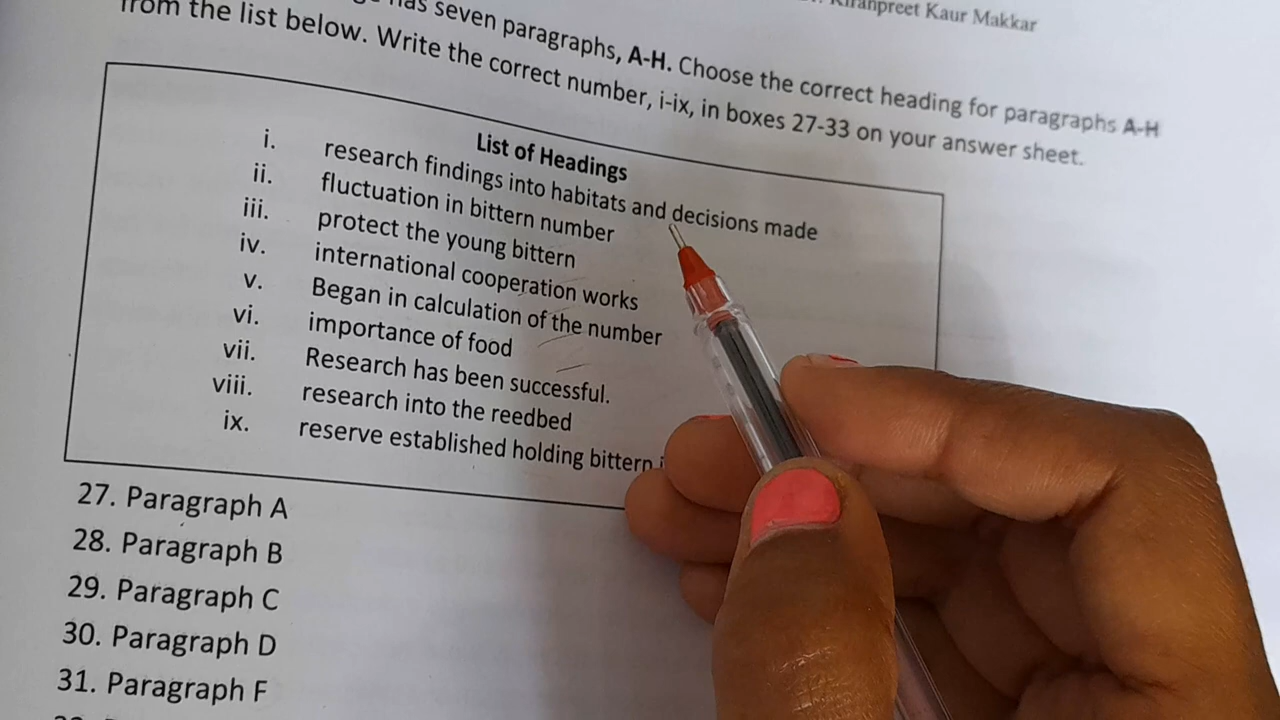 Kiranpreet Kaur Makkar
has seven paragraphs, A-H. Choose the correct heading for paragraphs A-H
from the list below. Write the correct number, i-ix, in boxes 27-33 on your answer sheet.
List of Headings
i. research findings into habitats and decisions made
ii. fluctuation in bittern number
iii. protect the young bittern
iv. international cooperation works
v. Began in calculation of the number
vi. importance of food
vii. Research has been successful.
viii. research into the reedbed
ix. reserve established holding bittern
27. Paragraph A
28. Paragraph B
29. Paragraph C
30. Paragraph D
31. Paragraph F